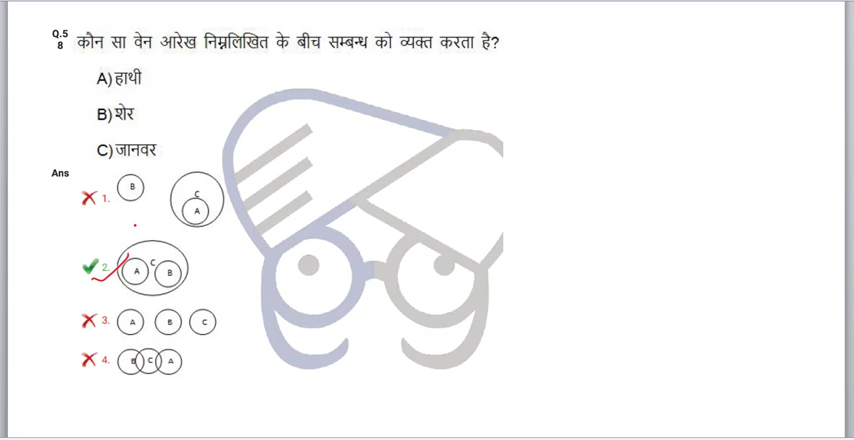 Q.58 कौन सा वेन आरेख निम्नलिखित के बीच सम्बन्ध को व्यक्त करता है?
A) हाथी
B) शेर
C) जानवर
Ans
1. B C A
2. A C B
3. A B C
4. B C A